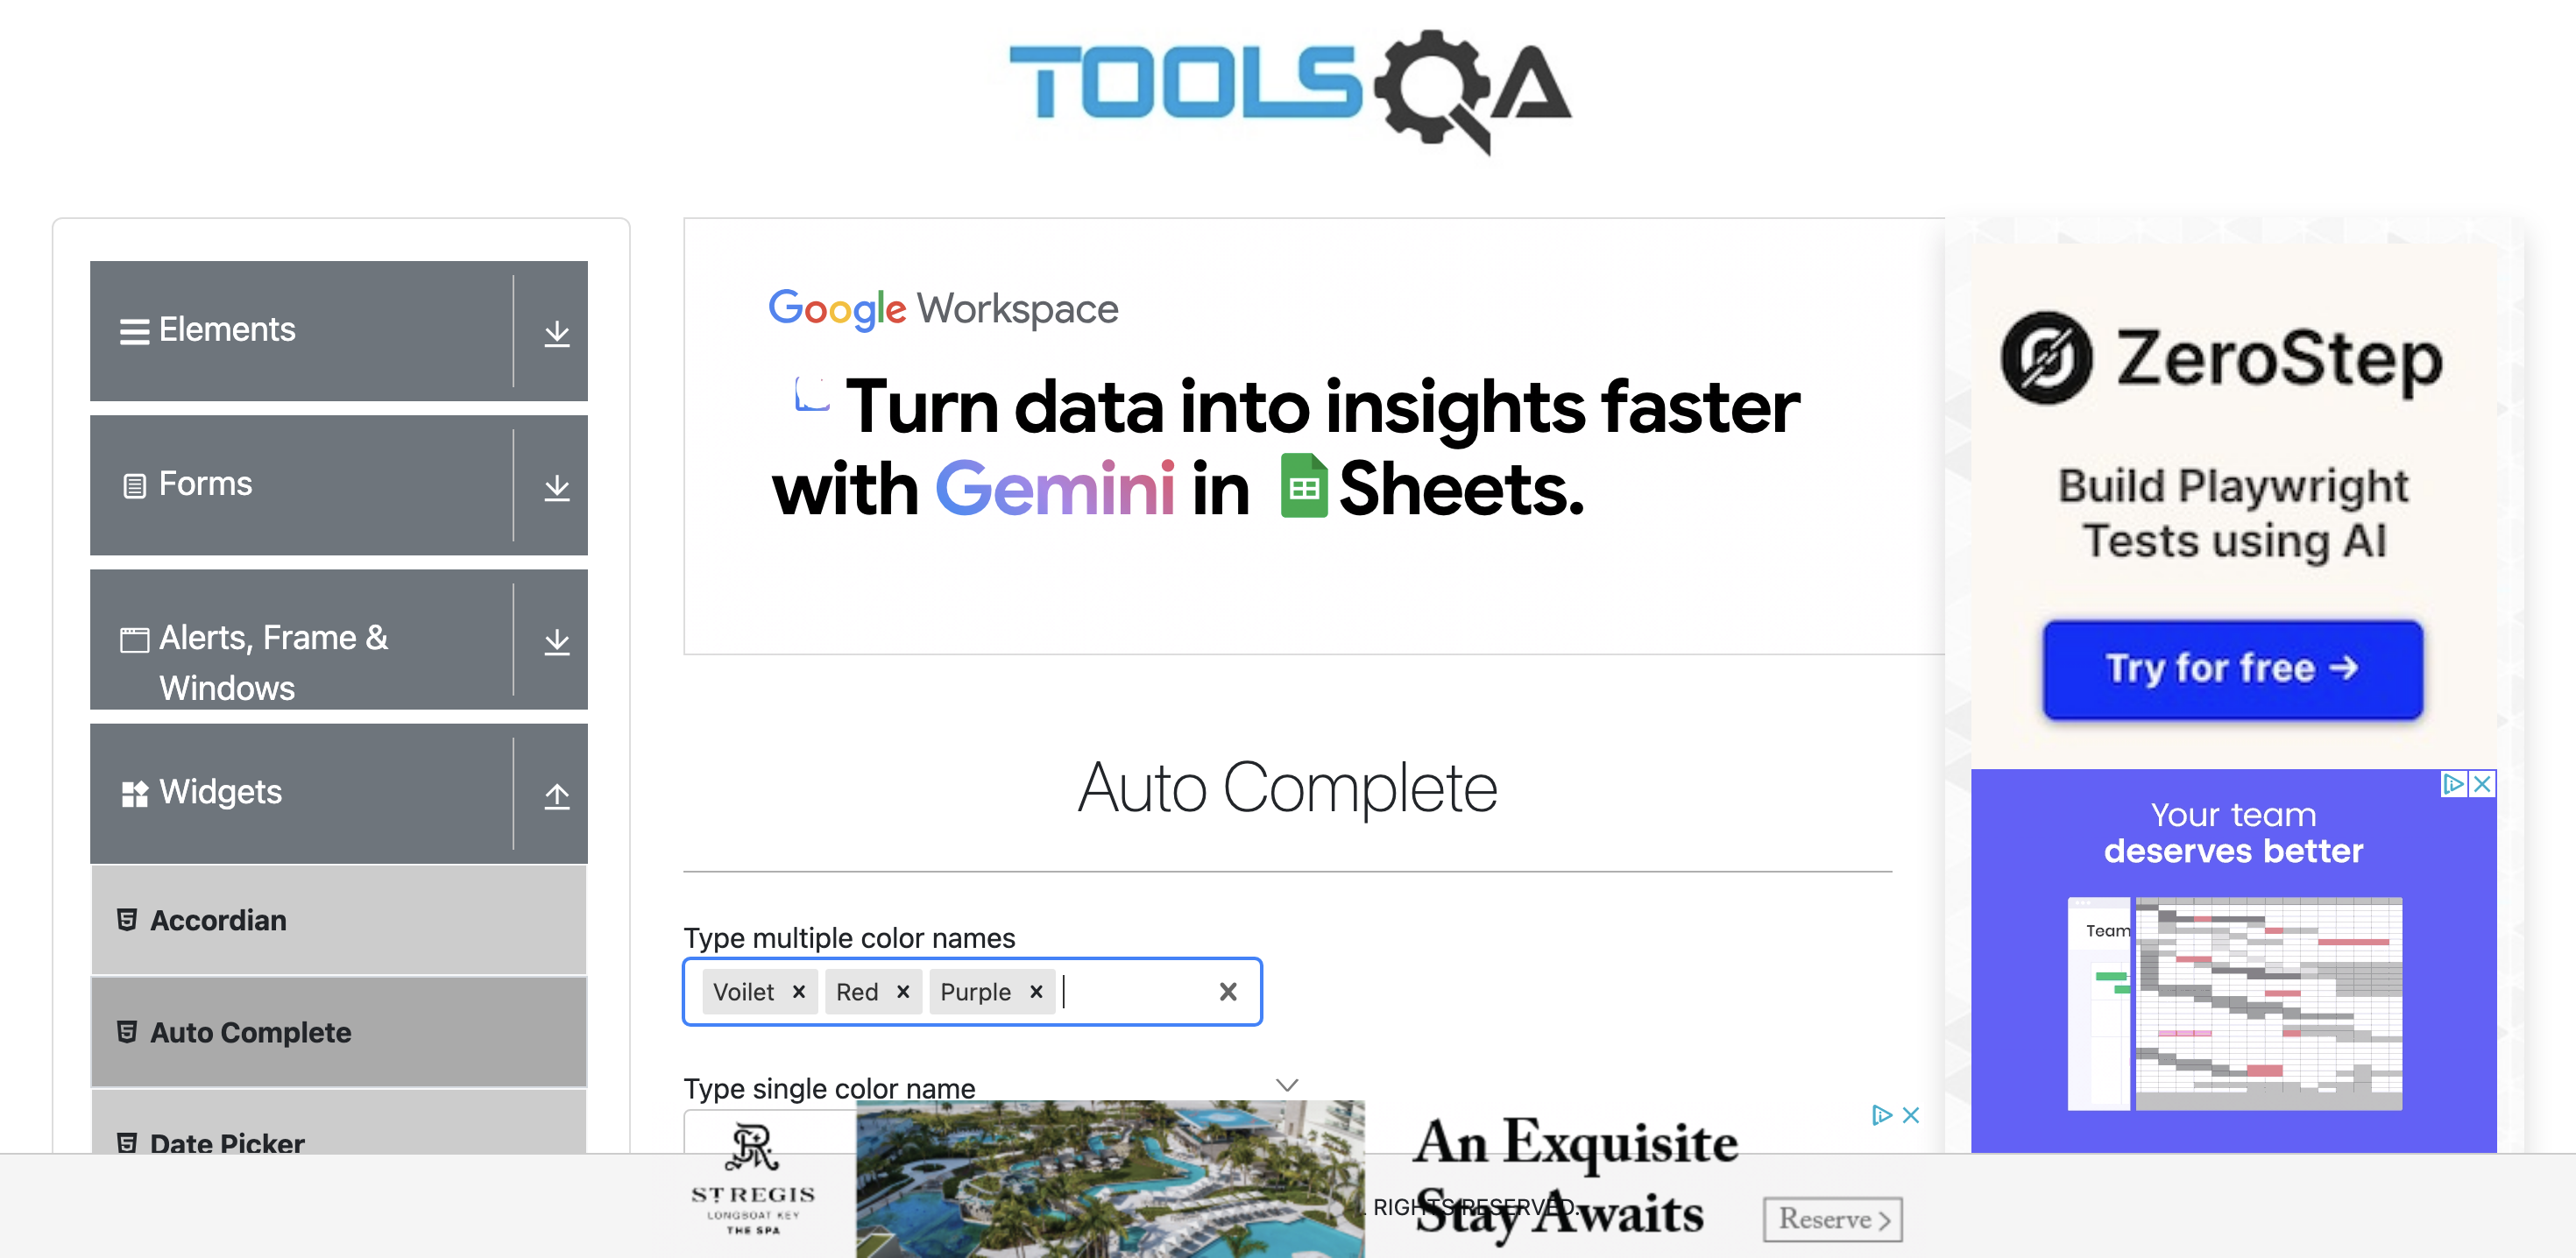 TOOLSQA
Elements
Forms
Alerts, Frame &
Windows
Widgets
Accordian
Auto Complete
Date Picker
Google Workspace
Turn data into insights faster
with Gemini in Sheets.
Auto Complete
Type multiple color names
Voilet
Red
Purple
Type single color name
ZeroStep
Build Playwright
Tests using AI
Try for free →
Your team
deserves better
Team
ST REGIS
LONGBOAT KEY
THE SPA
An Exquisite
Stay Awaits
RIGHTS RESERVED.
Reserve >